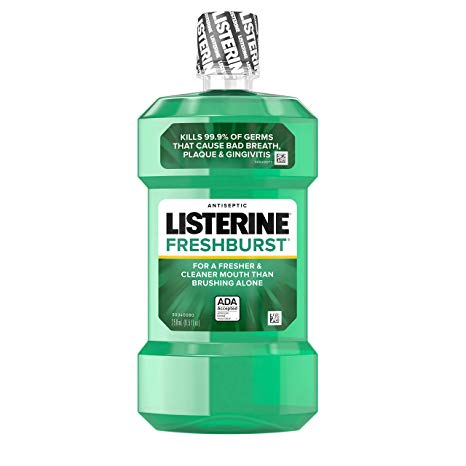 LISTERINE
KILLS 99.9% OF GERMS
THAT CAUSE BAD BREATH,
PLAQUE & GINGIVITIS
ANTISEPTIC
LISTERINE
FRESHBURST®
FOR A FRESHER &
CLEANER MOUTH THAN
BRUSHING ALONE
ADA
Accepted